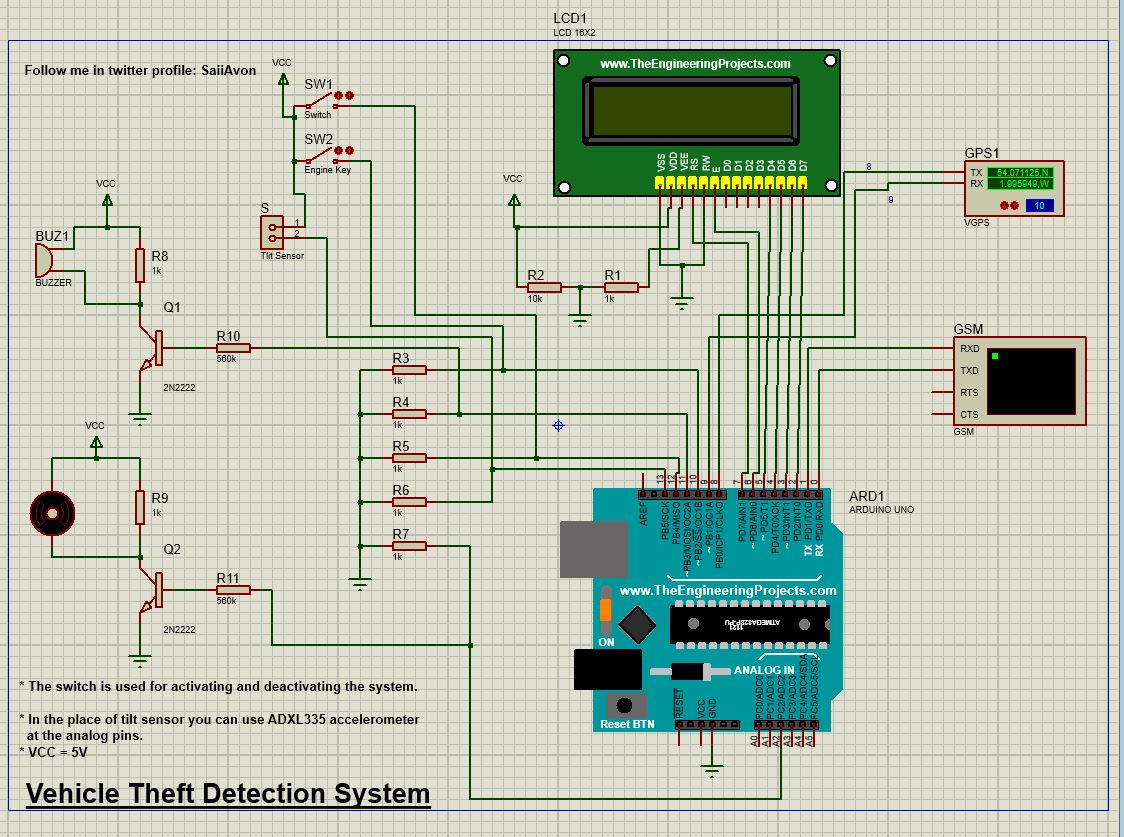 LCD1
LCD 16X2
Follow me in twitter profile: SaiiAvon
www.TheEngineeringProjects.com
VSS VDD VEE RS RW E D0 D1 D2 D3 D4 D5 D6 D7
VCC
SW1
Switch
SW2
Engine Key
GPS1
TX 54.071125,N
RX 1.995949,W
10
VGPS
8
9
VCC
BUZ1
BUZZER
R8
1k
S
1
2
Tlit Sensor
VCC
R2
10k
R1
1k
Q1
2N2222
R10
560k
GSM
RXD
TXD
RTS
CTS
GSM
R3
1k
R4
1k
R5
1k
R6
1k
R7
1k
VCC
R9
1k
Q2
2N2222
R11
560k
ARD1
ARDUINO UNO
13 12 11 10 9 8 7 6 5 4 3 2 1 0
AREF
PB5/SCK
PB4/MISO
~PB3/MOSI/OC2A
~PB2/SS/OC1B
~PB1/OC1A
PB0/ICP1/CLKO
PD7/AIN1
~PD6/AIN0
~PD5/T1
PD4/T0/XCK
~PD3/INT1
PD2/INT0
TX PD1/TXD
RX PD0/RXD
www.TheEngineeringProjects.com
ATMEGA328P-PU
1121
ON
ANALOG IN
Reset BTN
RESET
VCC
GND
PC0/ADC0
PC1/ADC1
PC2/ADC2
PC3/ADC3
PC4/ADC4/SDA
PC5/ADC5/SCL
A0 A1 A2 A3 A4 A5
* The switch is used for activating and deactivating the system.
* In the place of tilt sensor you can use ADXL335 accelerometer
at the analog pins.
* VCC = 5V
Vehicle Theft Detection System